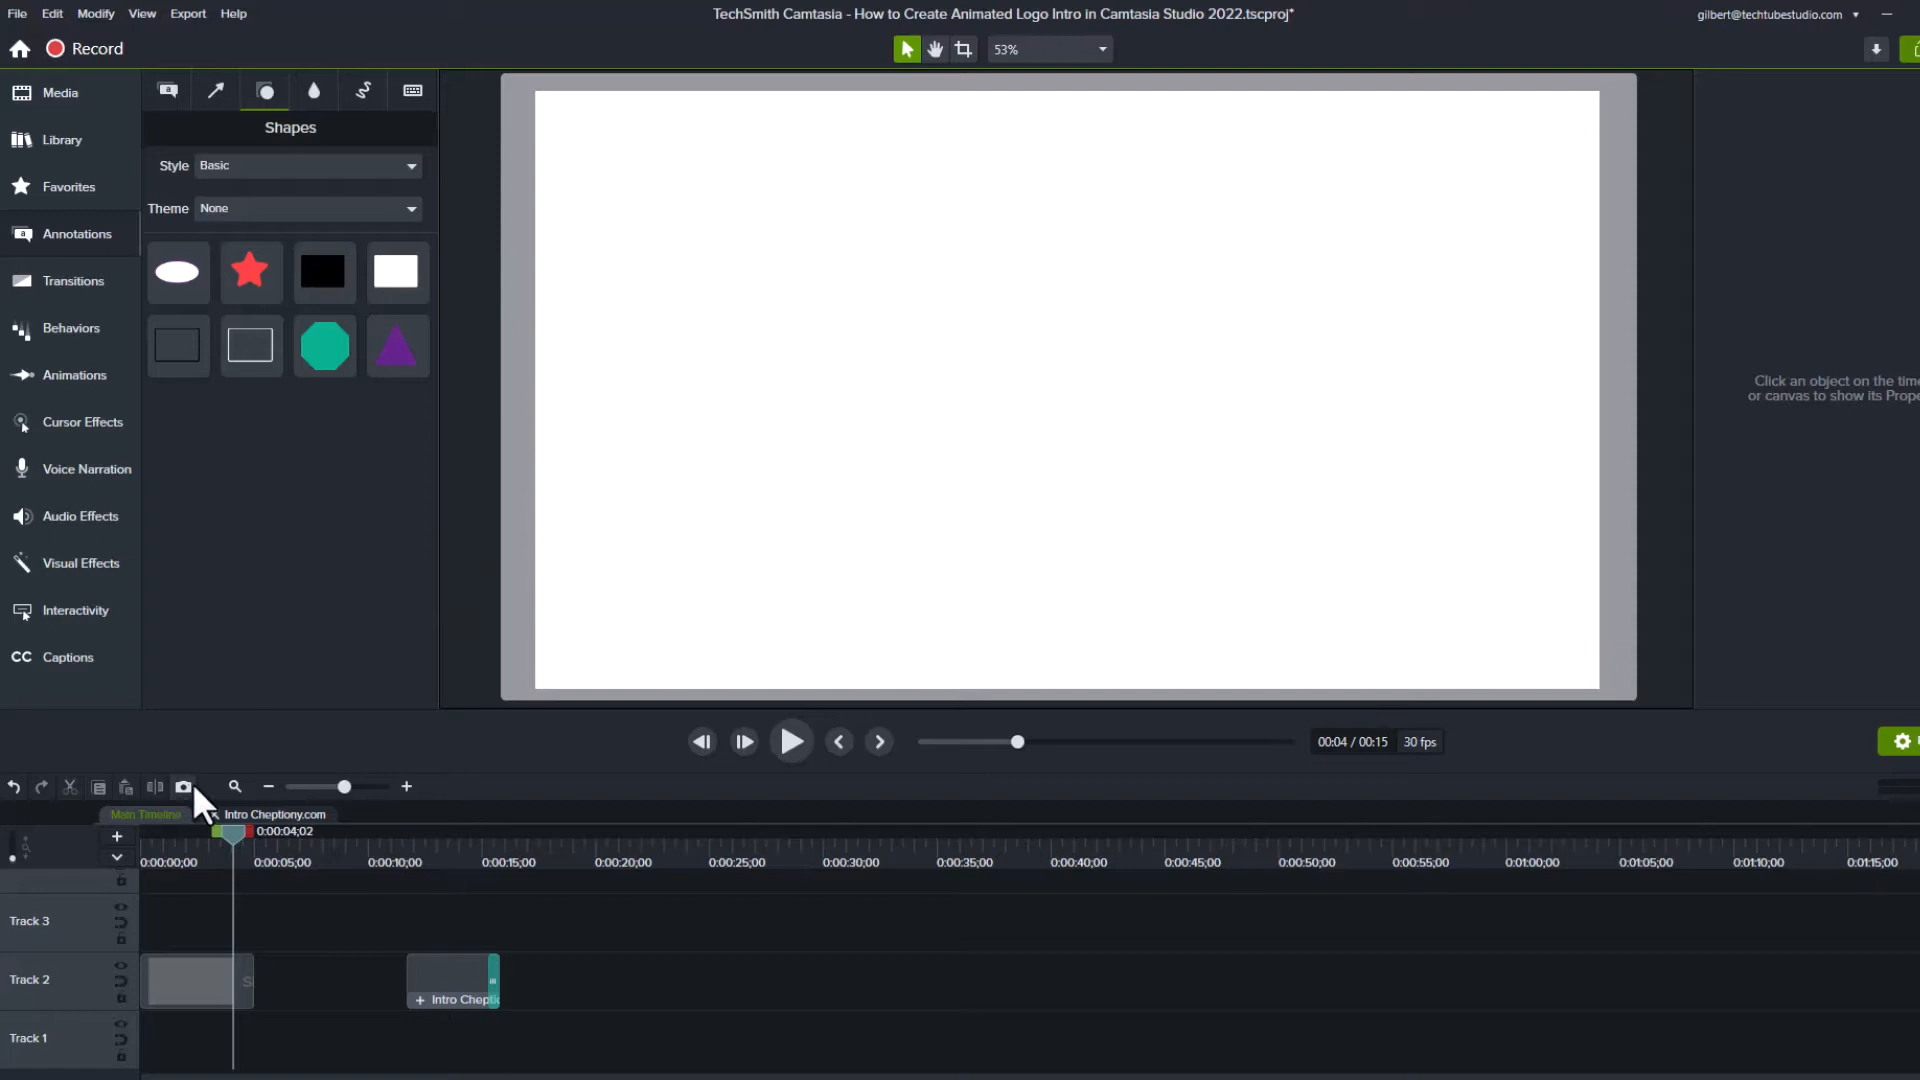 File Edit Modify View Export Help
TechSmith Camtasia - How to Create Animated Logo Intro in Camtasia Studio 2022.tscproj*
gilbert@techtubestudio.com
Record
53%
Media
Library
Favorites
Annotations
Transitions
Behaviors
Animations
Cursor Effects
Voice Narration
Audio Effects
Visual Effects
Interactivity
CC Captions
a
Shapes
Style Basic
Theme None
Click an object on the time
or canvas to show its Prope
00:04 / 00:15 30 fps
Main Timeline
Intro Cheptiony.com
0:00:04;02
0:00:00;00 0:00:05;00 0:00:10;00 0:00:15;00 0:00:20;00 0:00:25;00 0:00:30;00 0:00:35;00 0:00:40;00 0:00:45;00 0:00:50;00 0:00:55;00 0:01:00;00 0:01:05;00 0:01:10;00 0:01:15;00
Track 3
Track 2
+ Intro Chepti
Track 1